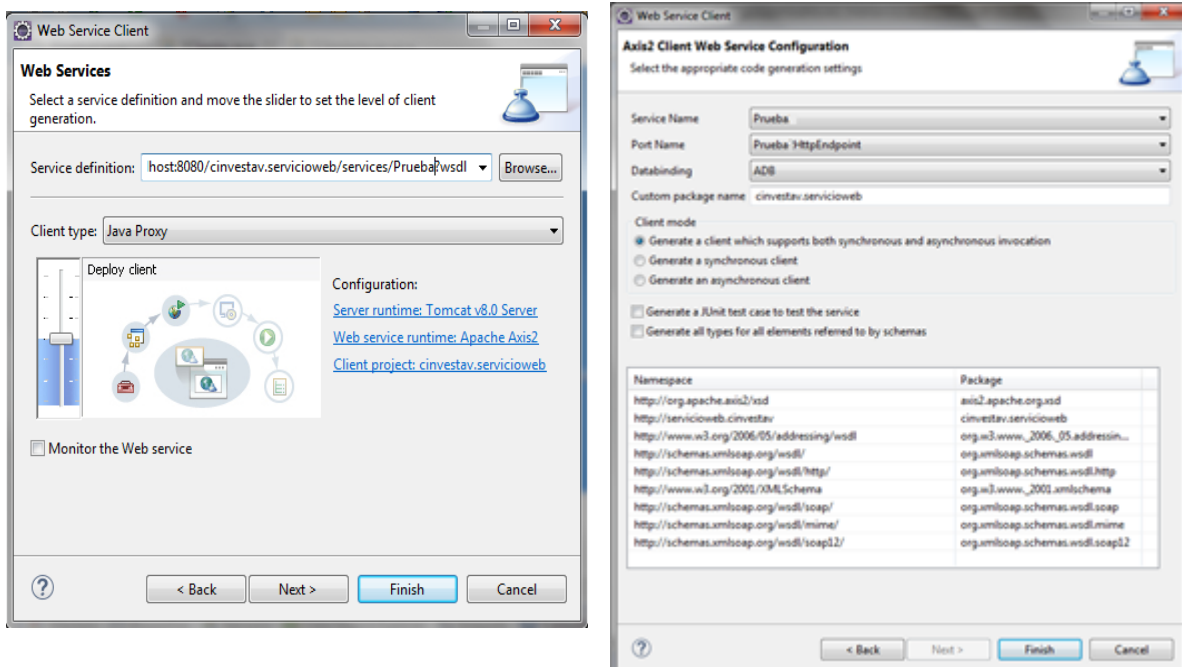 Web Service Client
Web Services
Select a service definition and move the slider to set the level of client
generation.
Service definition: host:8080/cinvestav.servicioweb/services/Prueba?wsdl Browse...
Client type: Java Proxy
Deploy client
Configuration:
Server runtime: Tomcat v8.0 Server
Web service runtime: Apache Axis2
Client project: cinvestav.servicioweb
Monitor the Web service
< Back Next > Finish Cancel
Web Service Client
Axis2 Client Web Service Configuration
Select the appropriate code generation settings
Service Name Prueba
Port Name Prueba HttpEndpoint
Databinding ADB
Custom package name cinvestav.servicioweb
Client mode
Generate a client which supports both synchronous and asynchronous invocation
Generate a synchronous client
Generate an asynchronous client
Generate a JUnit test case to test the service
Generate all types for all elements referred to by schemas
Namespace Package
http://org.apache.axis2/xsd axis2.apache.org.xsd
http://servicioweb.cinvestav cinvestav.servicioweb
http://www.w3.org/2006/05/addressing/wsdl org.w3.www._2006._05.addressin...
http://schemas.xmlsoap.org/wsdl/ org.xmlsoap.schemas.wsdl
http://schemas.xmlsoap.org/wsdl/http/ org.xmlsoap.schemas.wsdl.http
http://www.w3.org/2001/XMLSchema org.w3.www._2001.xmlschema
http://schemas.xmlsoap.org/wsdl/soap/ org.xmlsoap.schemas.wsdl.soap
http://schemas.xmlsoap.org/wsdl/mime/ org.xmlsoap.schemas.wsdl.mime
http://schemas.xmlsoap.org/wsdl/soap12/ org.xmlsoap.schemas.wsdl.soap12
< Back Next > Finish Cancel